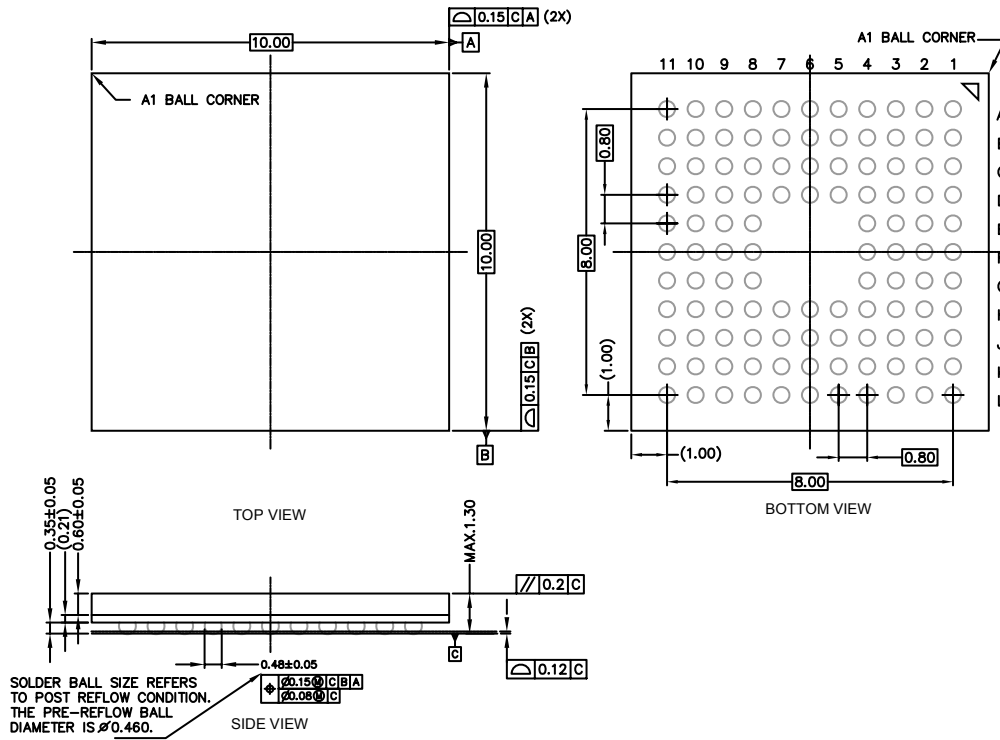 0.15 C A (2X)
10.00
A
A1 BALL CORNER
10.00
0.15 C B (2X)
B
TOP VIEW
A1 BALL CORNER
11 10 9 8 7 6 5 4 3 2 1
0.80
8.00
(1.00)
(1.00)
0.80
8.00
BOTTOM VIEW
0.35±0.05
(0.21)
0.60±0.05
MAX.1.30
// 0.2 C
C
0.12 C
0.48±0.05
Ø0.15 Ⓜ C B A
Ø0.08 Ⓜ C
SOLDER BALL SIZE REFERS
TO POST REFLOW CONDITION.
THE PRE-REFLOW BALL
DIAMETER IS Ø0.460.
SIDE VIEW